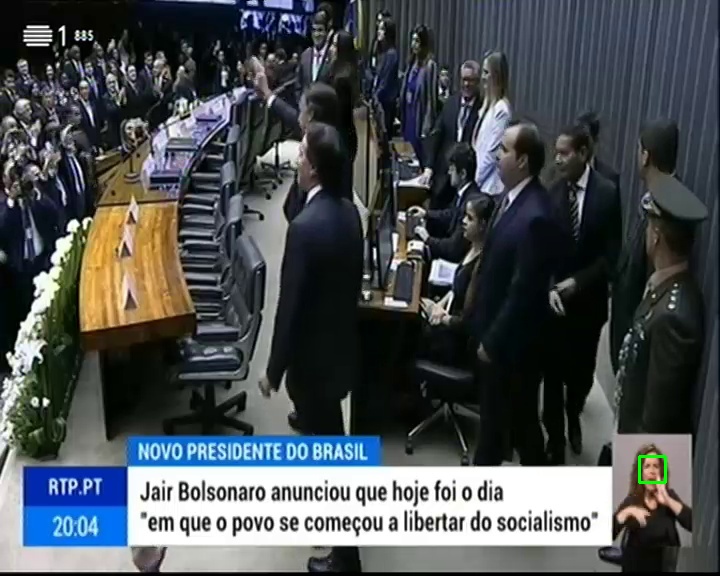 1 885
NOVO PRESIDENTE DO BRASIL
RTP.PT
Jair Bolsonaro anunciou que hoje foi o dia
20:04
"em que o povo se começou a libertar do socialismo"